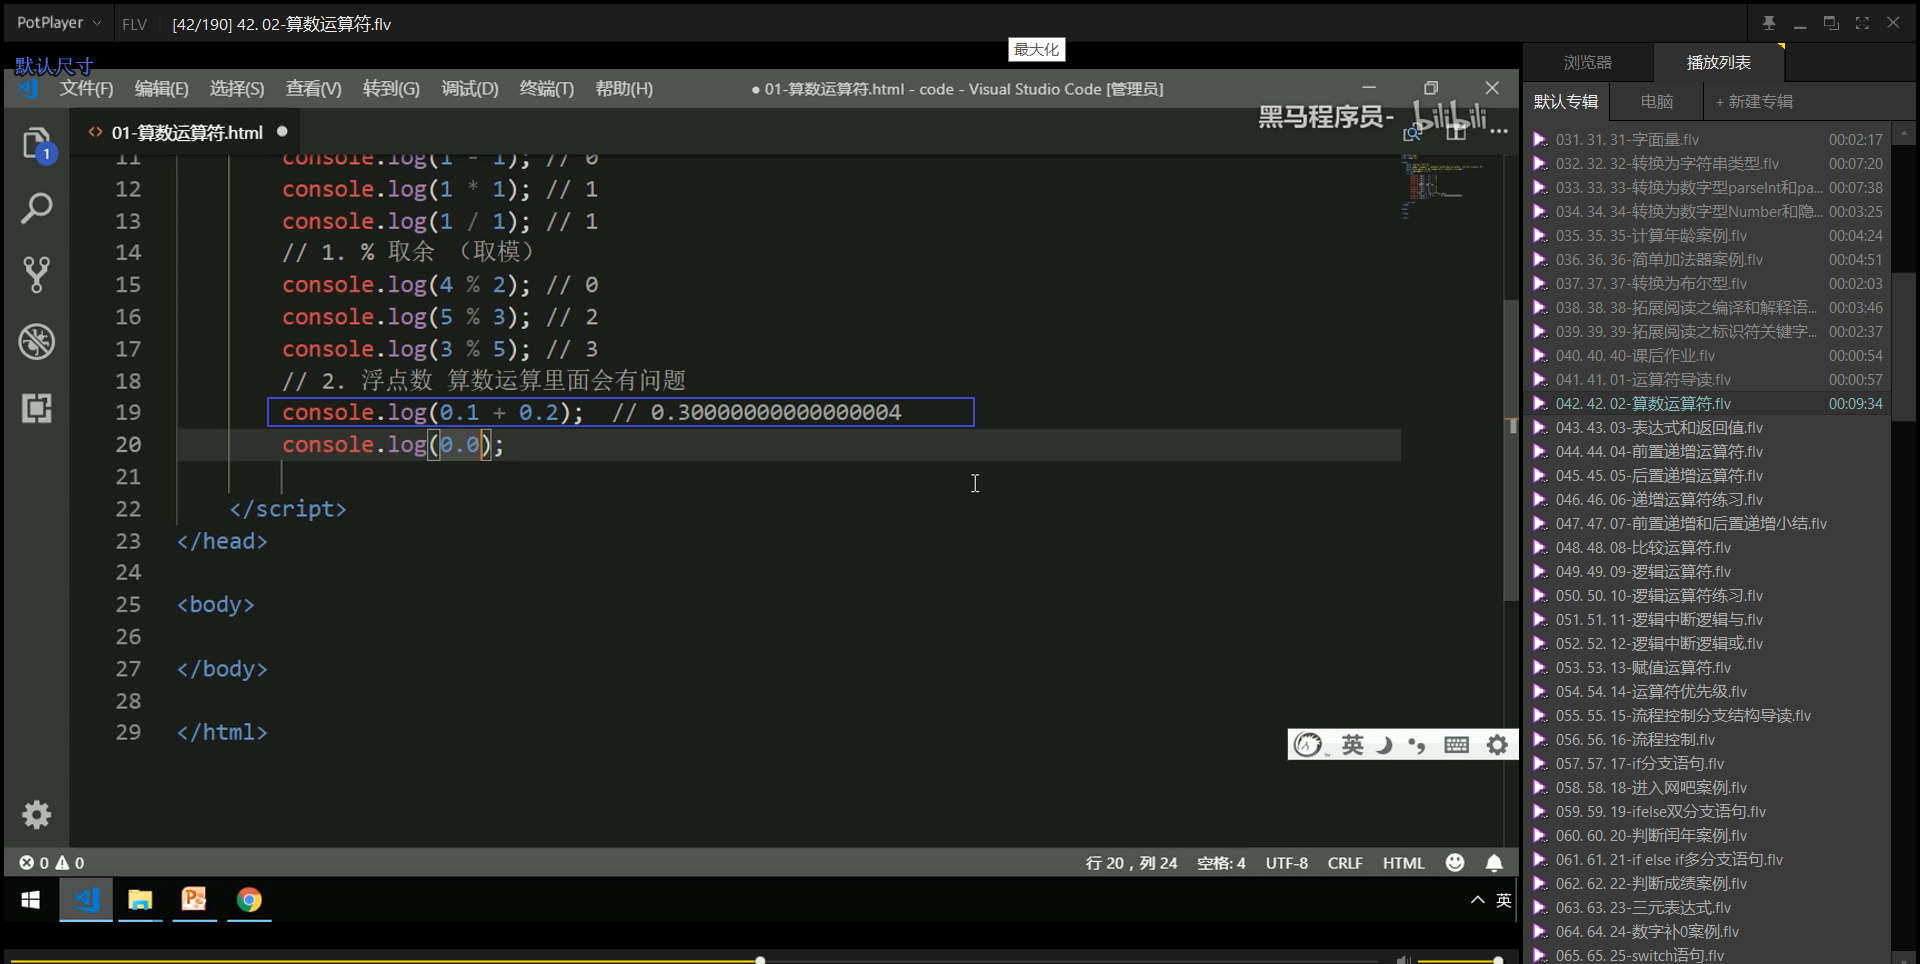 PotPlayer
FLV
[42/190] 42. 02-算数运算符.flv
最大化
默认尺寸
文件(F) 编辑(E) 选择(S) 查看(V) 转到(G) 调试(D) 终端(T) 帮助(H)
● 01-算数运算符.html - code - Visual Studio Code [管理员]
黑马程序员- bilibili
1
<> 01-算数运算符.html ●
11 console.log(1 - 1); // 0
12 console.log(1 * 1); // 1
13 console.log(1 / 1); // 1
14 // 1. % 取余 （取模）
15 console.log(4 % 2); // 0
16 console.log(5 % 3); // 2
17 console.log(3 % 5); // 3
18 // 2. 浮点数 算数运算里面会有问题
19 console.log(0.1 + 0.2); // 0.30000000000000004
20 console.log(0.0);
21
22 </script>
23 </head>
24
25 <body>
26
27 </body>
28
29 </html>
英
0 0
行 20，列 24 空格: 4 UTF-8 CRLF HTML
英
浏览器 播放列表
默认专辑 电脑 + 新建专辑
031. 31. 31-字面量.flv 00:02:17
032. 32. 32-转换为字符串类型.flv 00:07:20
033. 33. 33-转换为数字型parseInt和pa... 00:07:38
034. 34. 34-转换为数字型Number和隐... 00:03:25
035. 35. 35-计算年龄案例.flv 00:04:24
036. 36. 36-简单加法器案例.flv 00:04:51
037. 37. 37-转换为布尔型.flv 00:02:03
038. 38. 38-拓展阅读之编译和解释语... 00:03:46
039. 39. 39-拓展阅读之标识符关键字... 00:02:37
040. 40. 40-课后作业.flv 00:00:54
041. 41. 01-运算符导读.flv 00:00:57
042. 42. 02-算数运算符.flv 00:09:34
043. 43. 03-表达式和返回值.flv
044. 44. 04-前置递增运算符.flv
045. 45. 05-后置递增运算符.flv
046. 46. 06-递增运算符练习.flv
047. 47. 07-前置递增和后置递增小结.flv
048. 48. 08-比较运算符.flv
049. 49. 09-逻辑运算符.flv
050. 50. 10-逻辑运算符练习.flv
051. 51. 11-逻辑中断逻辑与.flv
052. 52. 12-逻辑中断逻辑或.flv
053. 53. 13-赋值运算符.flv
054. 54. 14-运算符优先级.flv
055. 55. 15-流程控制分支结构导读.flv
056. 56. 16-流程控制.flv
057. 57. 17-if分支语句.flv
058. 58. 18-进入网吧案例.flv
059. 59. 19-ifelse双分支语句.flv
060. 60. 20-判断闰年案例.flv
061. 61. 21-if else if多分支语句.flv
062. 62. 22-判断成绩案例.flv
063. 63. 23-三元表达式.flv
064. 64. 24-数字补0案例.flv
065. 65. 25-switch语句.flv